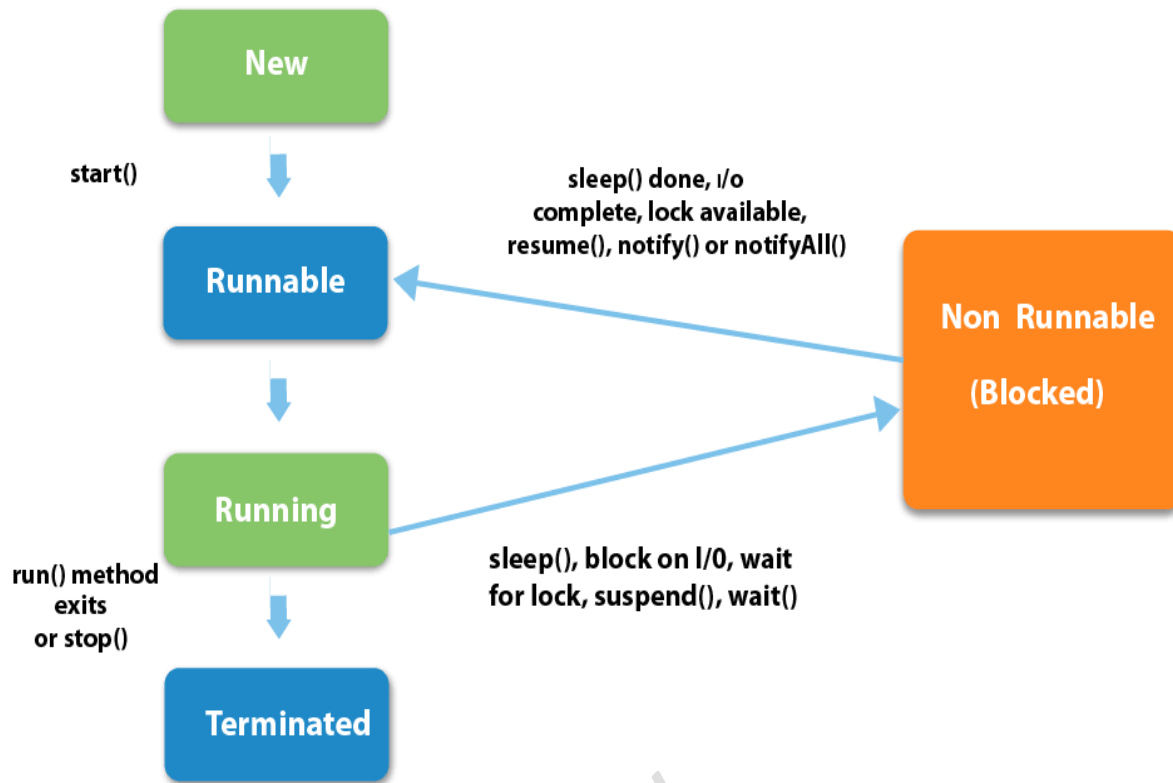 New
start()
sleep() done, i/o
complete, lock available,
resume(), notify() or notifyAll()
Runnable
Non Runnable
(Blocked)
Running
sleep(), block on l/0, wait
for lock, suspend(), wait()
run() method
exits
or stop()
Terminated